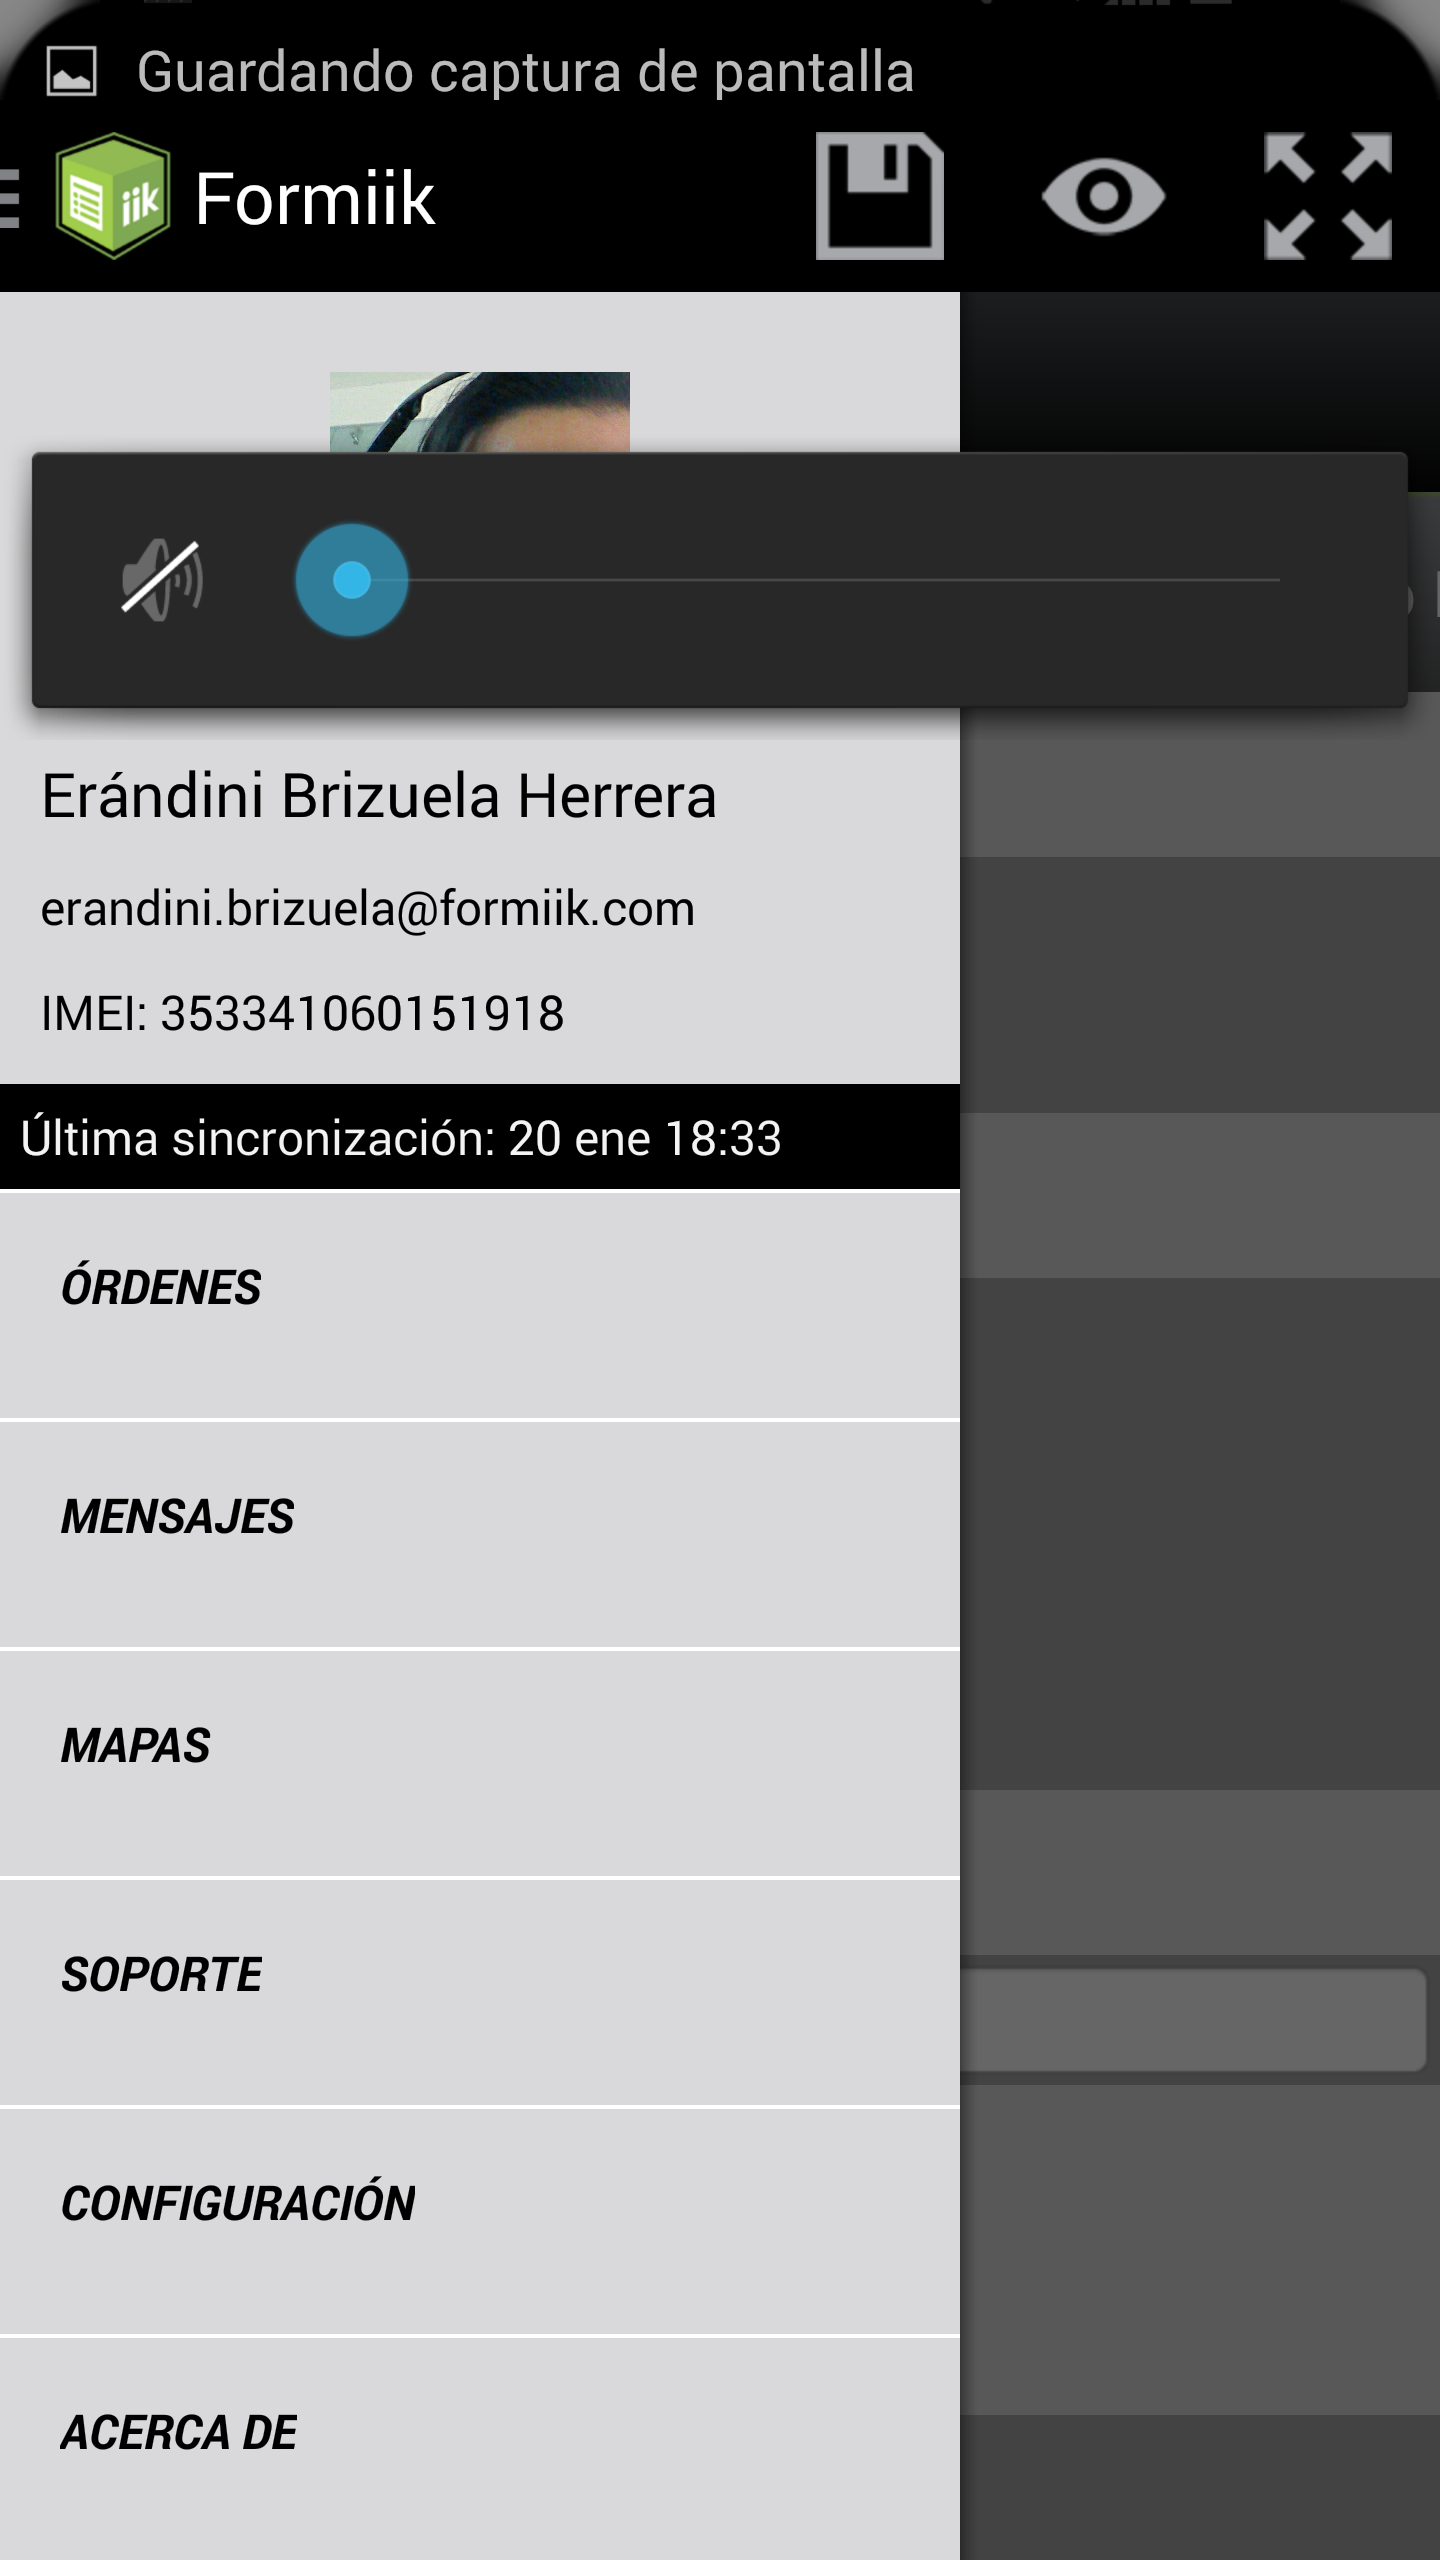 Guardando captura de pantalla
iik
Formiik
Erándini Brizuela Herrera
erandini.brizuela@formiik.com
IMEI: 353341060151918
Última sincronización: 20 ene 18:33
ÓRDENES
MENSAJES
MAPAS
SOPORTE
CONFIGURACIÓN
ACERCA DE